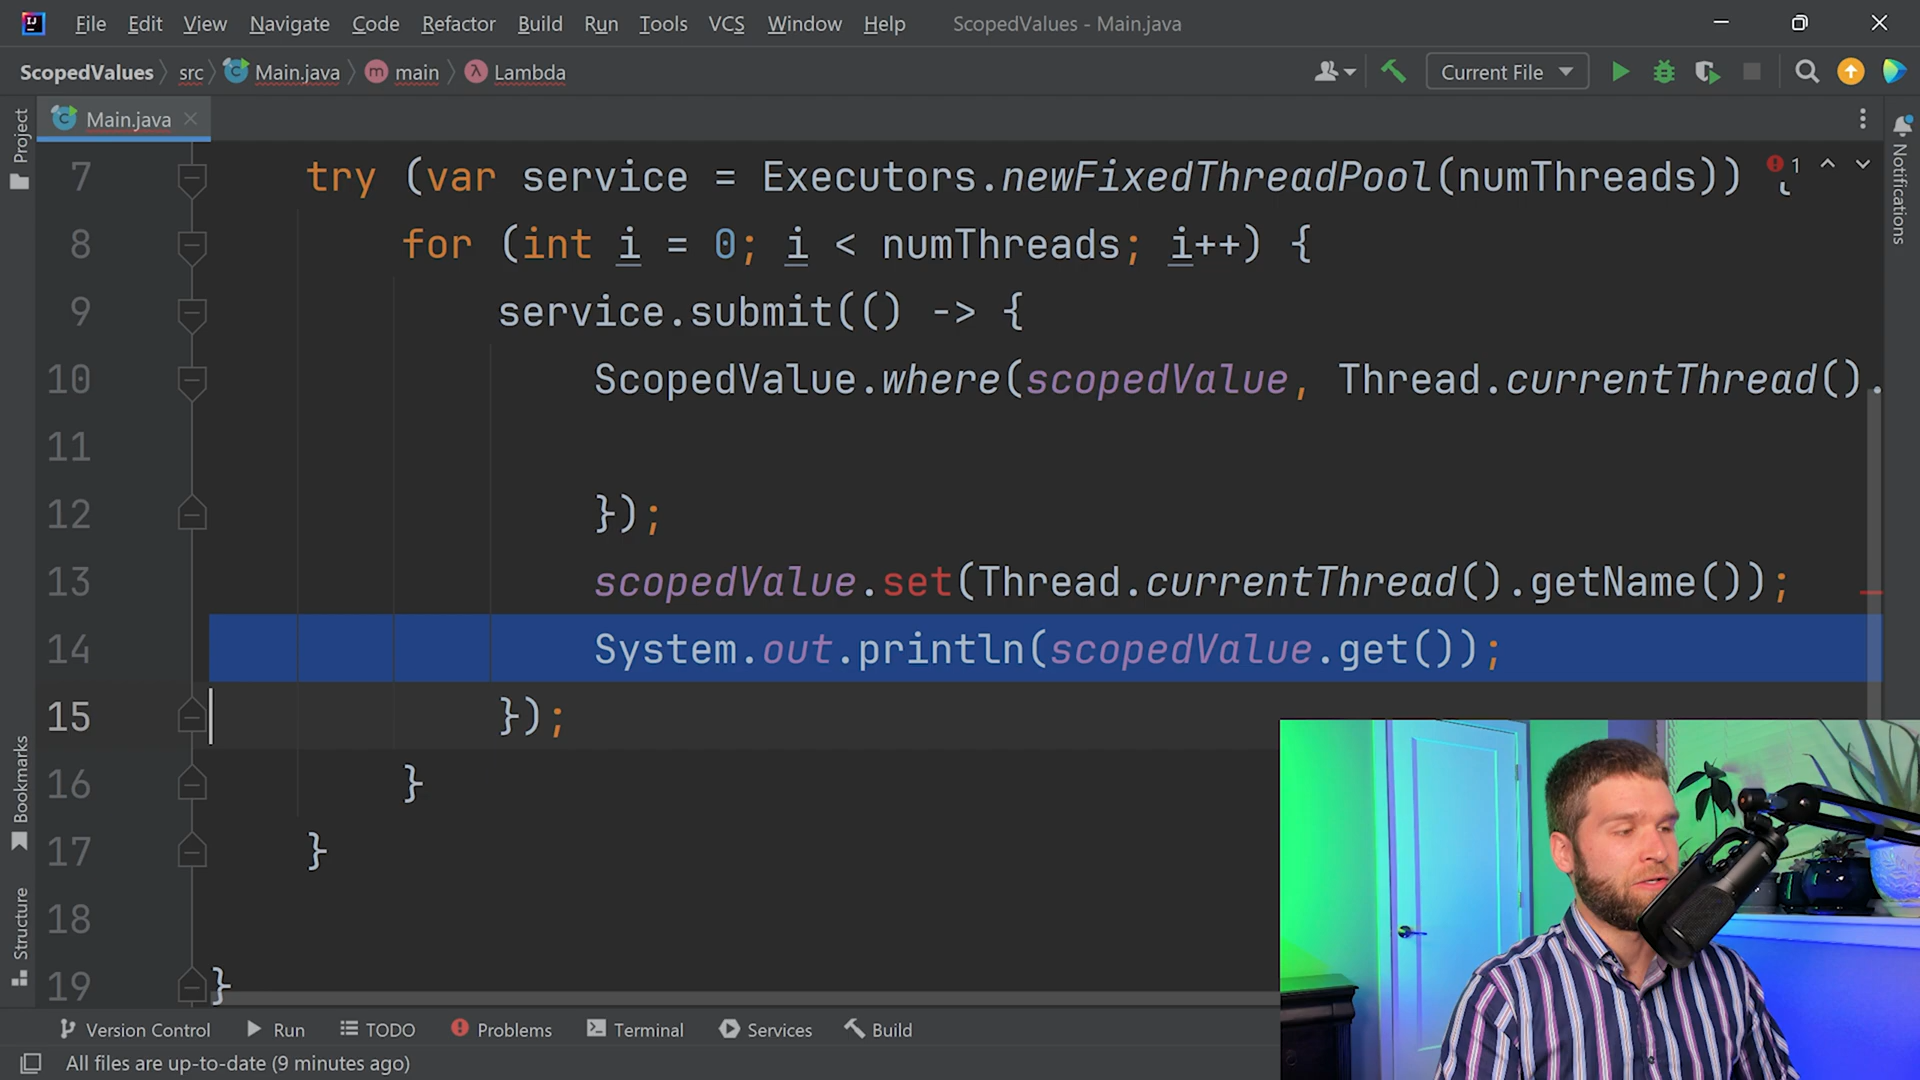 File Edit View Navigate Code Refactor Build Run Tools VCS Window Help ScopedValues - Main.java
ScopedValues src Main.java m main λ Lambda Current File
Project
Main.java
Notifications
7 try (var service = Executors.newFixedThreadPool(numThreads)) { 1
8 for (int i = 0; i < numThreads; i++) {
9 service.submit(() -> {
10 ScopedValue.where(scopedValue, Thread.currentThread().
11
12 });
13 scopedValue.set(Thread.currentThread().getName());
14 System.out.println(scopedValue.get());
15 });
16 }
17 }
18
19 }
Bookmarks
Structure
Version Control Run TODO Problems Terminal Services Build
All files are up-to-date (9 minutes ago)